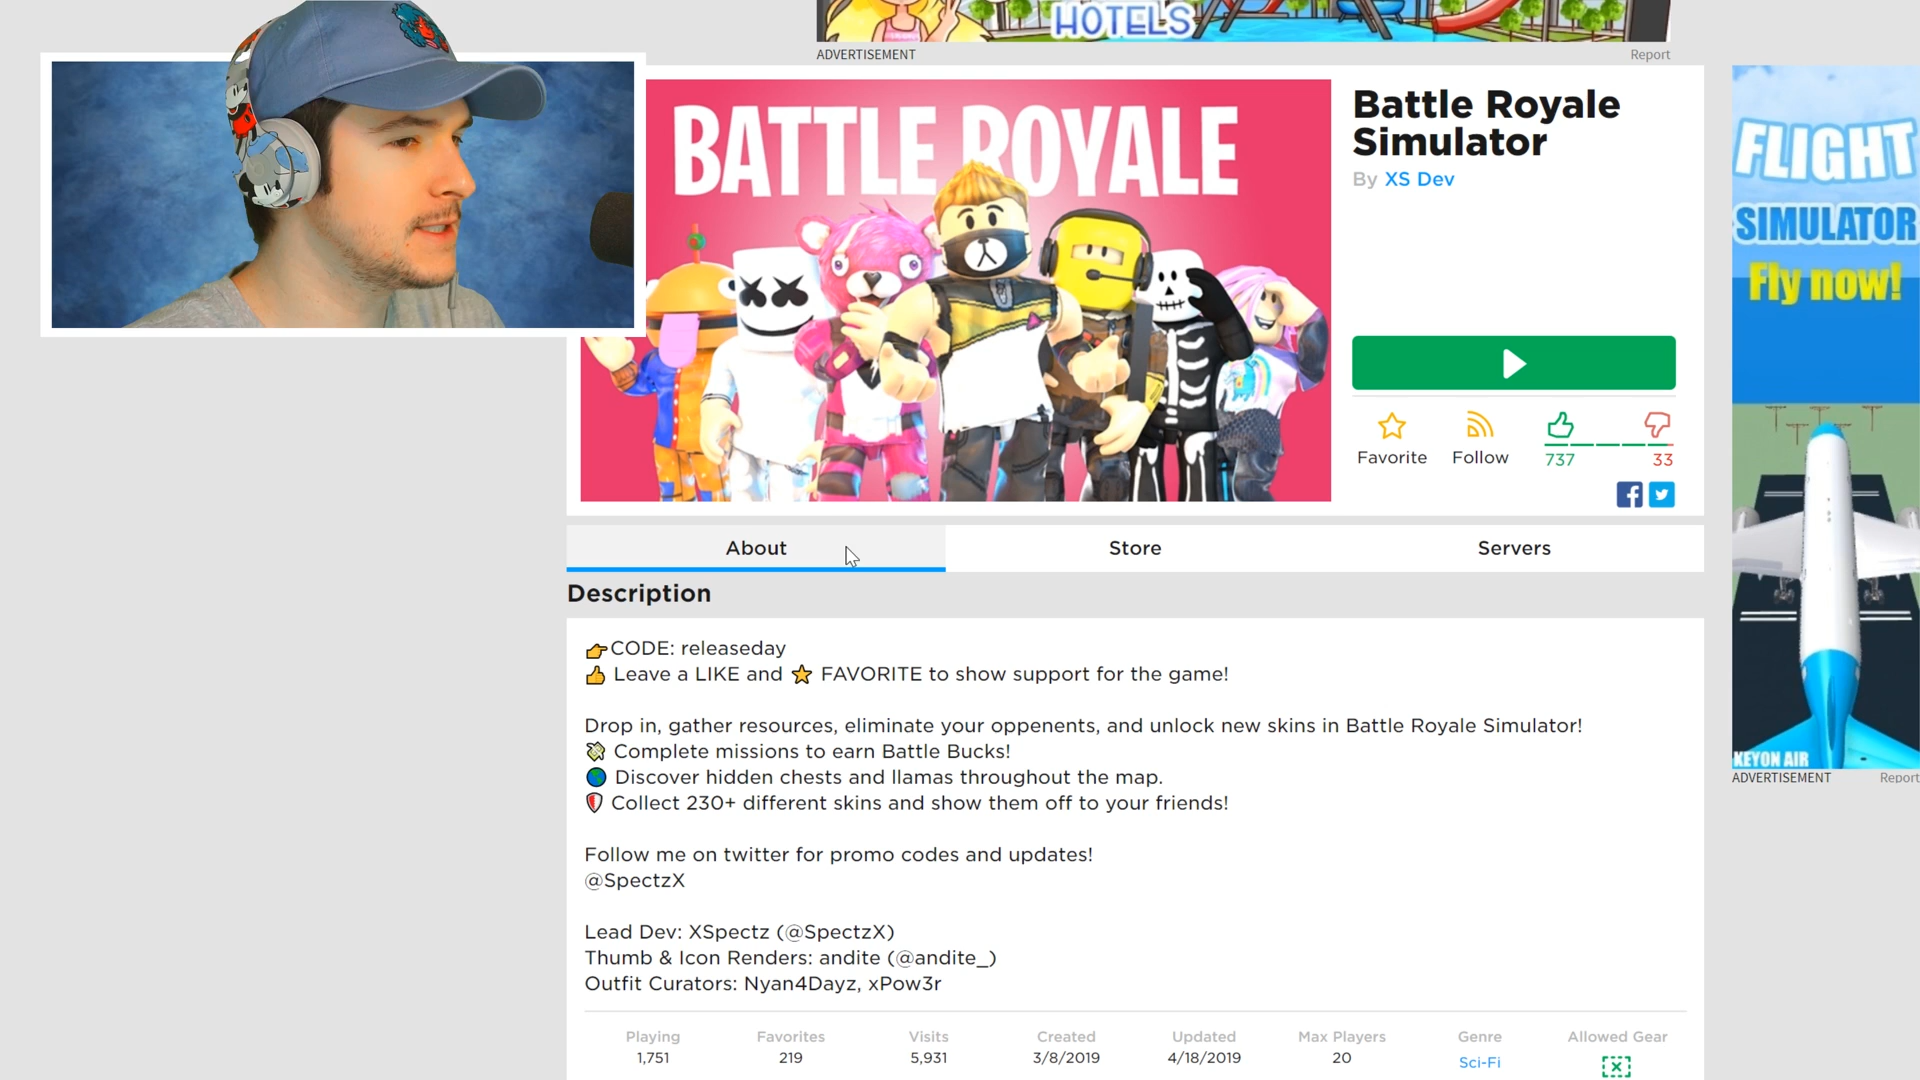 HOTELS
ADVERTISEMENT
Report
BATTLE ROYALE
Battle Royale
Simulator
By XS Dev
Favorite
Follow
737
33
FLIGHT
SIMULATOR
Fly now!
KEYON AIR
ADVERTISEMENT
Report
About
Store
Servers
Description
👉CODE: releaseday
👍 Leave a LIKE and ⭐ FAVORITE to show support for the game!
Drop in, gather resources, eliminate your oppenents, and unlock new skins in Battle Royale Simulator!
💸 Complete missions to earn Battle Bucks!
🌎 Discover hidden chests and llamas throughout the map.
🛡 Collect 230+ different skins and show them off to your friends!
Follow me on twitter for promo codes and updates!
@SpectzX
Lead Dev: XSpectz (@SpectzX)
Thumb & Icon Renders: andite (@andite_)
Outfit Curators: Nyan4Dayz, xPow3r
Playing Favorites Visits Created Updated Max Players Genre Allowed Gear
1,751 219 5,931 3/8/2019 4/18/2019 20 Sci-Fi